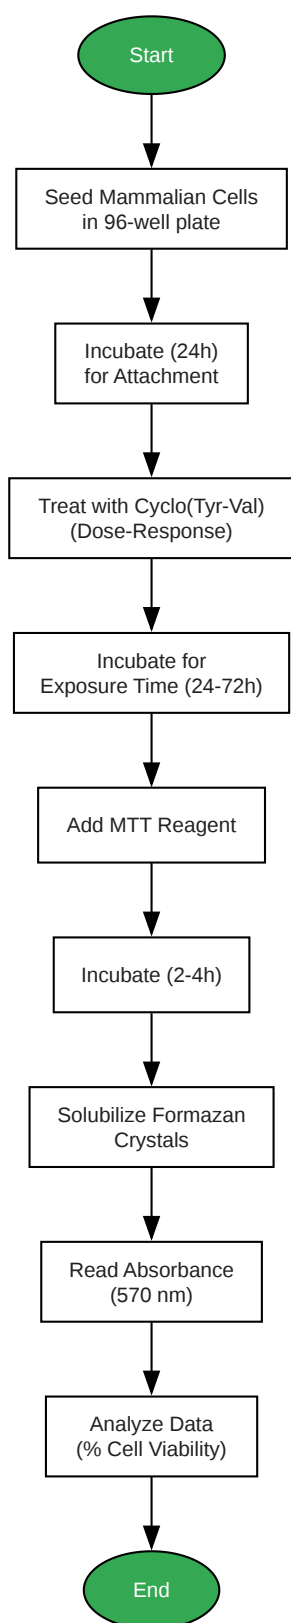 Start
Seed Mammalian Cells
in 96-well plate
Incubate (24h)
for Attachment
Treat with Cyclo(Tyr-Val)
(Dose-Response)
Incubate for
Exposure Time (24-72h)
Add MTT Reagent
Incubate (2-4h)
Solubilize Formazan
Crystals
Read Absorbance
(570 nm)
Analyze Data
(% Cell Viability)
End